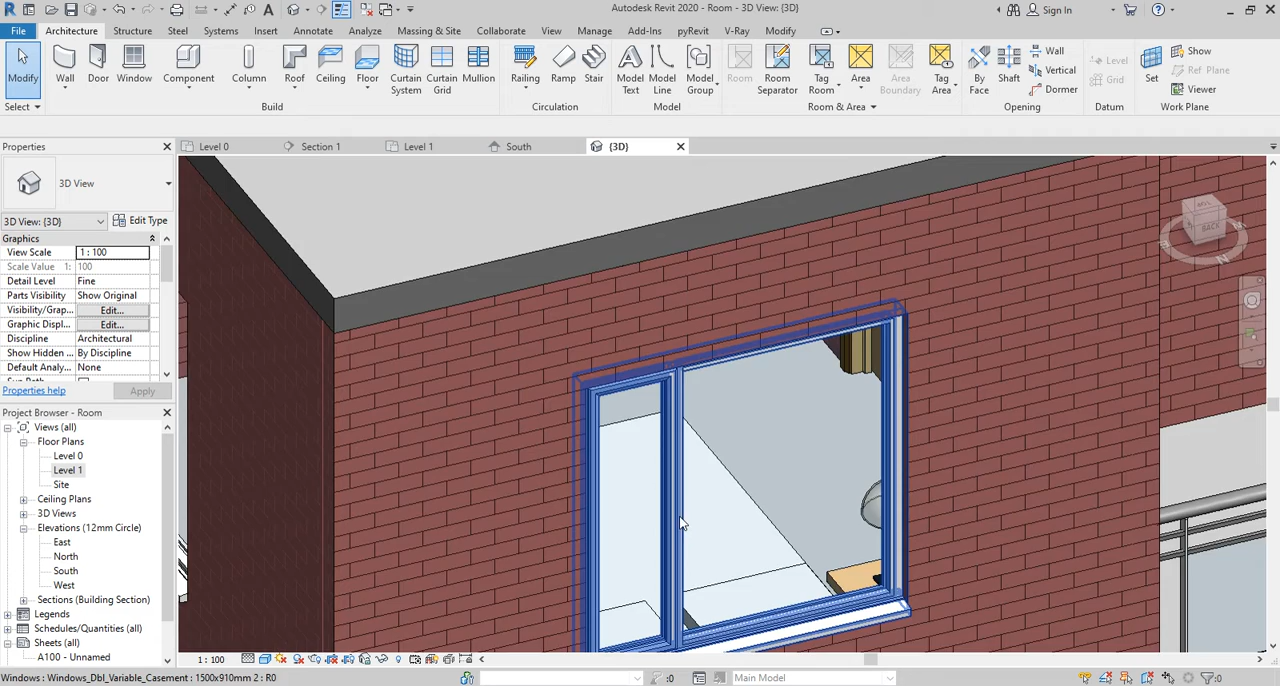 Autodesk Revit 2020 - Room - 3D View: {3D}
Sign In
File Architecture Structure Steel Systems Insert Annotate Analyze Massing & Site Collaborate View Manage Add-Ins pyRevit V-Ray Modify
Modify Wall Door Window Component Column Roof Ceiling Floor Curtain System Curtain Grid Mullion Railing Ramp Stair Model Text Model Line Model Group Room Room Separator Tag Room Area Area Boundary Tag Area By Face Shaft Wall Vertical Dormer Level Grid Set Show Ref Plane Viewer
Select Build Circulation Model Room & Area Opening Datum Work Plane
Properties
Level 0 Section 1 Level 1 South {3D}
3D View
3D View: {3D} Edit Type
Graphics
View Scale 1 : 100
Scale Value 1: 100
Detail Level Fine
Parts Visibility Show Original
Visibility/Grap... Edit...
Graphic Displ... Edit...
Discipline Architectural
Show Hidden ... By Discipline
Default Analy... None
Properties help Apply
Project Browser - Room
Views (all)
Floor Plans
Level 0
Level 1
Site
Ceiling Plans
3D Views
Elevations (12mm Circle)
East
North
South
West
Sections (Building Section)
Legends
Schedules/Quantities (all)
Sheets (all)
A100 - Unnamed
BACK
1 : 100
Windows : Windows_Dbl_Variable_Casement : 1500x910mm 2 : R0
:0
Main Model
:0